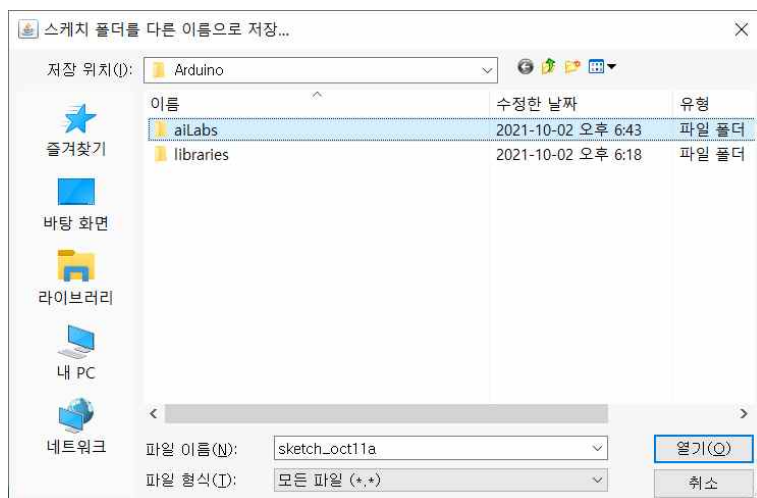 스케치 폴더를 다른 이름으로 저장...
저장 위치(I): Arduino
이름 수정한 날짜 유형
aiLabs 2021-10-02 오후 6:43 파일 폴더
libraries 2021-10-02 오후 6:18 파일 폴더
즐겨찾기
바탕 화면
라이브러리
내 PC
네트워크
파일 이름(N): sketch_oct11a 열기(O)
파일 형식(T): 모든 파일 (*.*) 취소